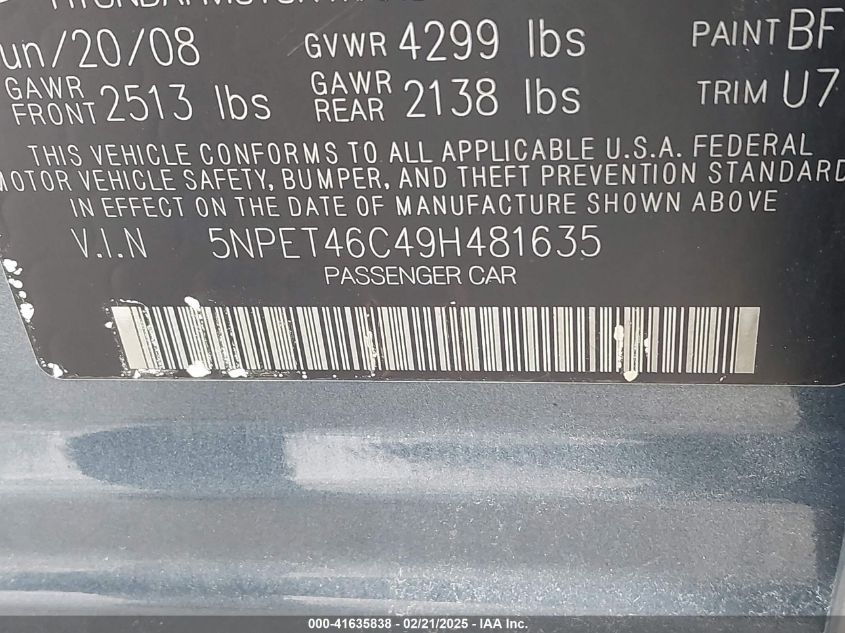 un/20/08 GVWR 4299 lbs PAINT BF
GAWR FRONT 2513 lbs GAWR REAR 2138 lbs TRIM U7
THIS VEHICLE CONFORMS TO ALL APPLICABLE U.S.A. FEDERAL
MOTOR VEHICLE SAFETY, BUMPER, AND THEFT PREVENTION STANDARD
IN EFFECT ON THE DATE OF MANUFACTURE SHOWN ABOVE
V.I.N 5NPET46C49H481635
PASSENGER CAR
000-41635838 - 02/21/2025 - IAA Inc.